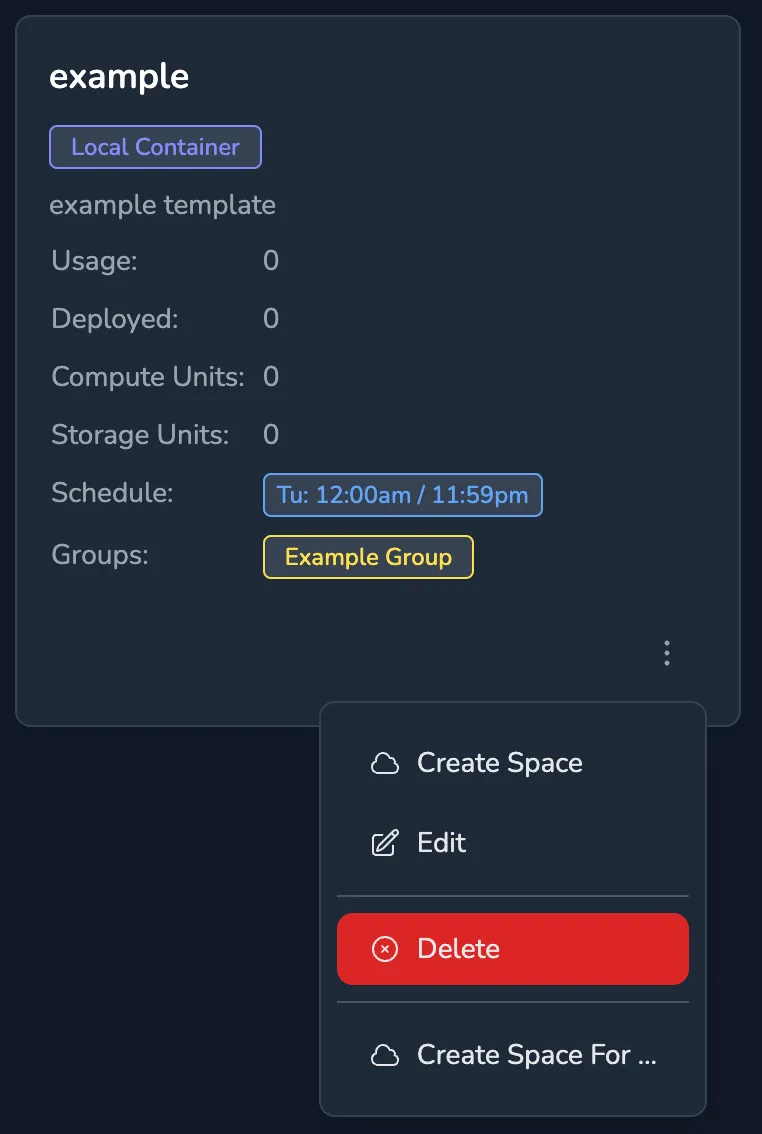 example
Local Container
example template
Usage: 0
Deployed: 0
Compute Units: 0
Storage Units: 0
Schedule: Tu: 12:00am / 11:59pm
Groups: Example Group
Create Space
Edit
Delete
Create Space For ...